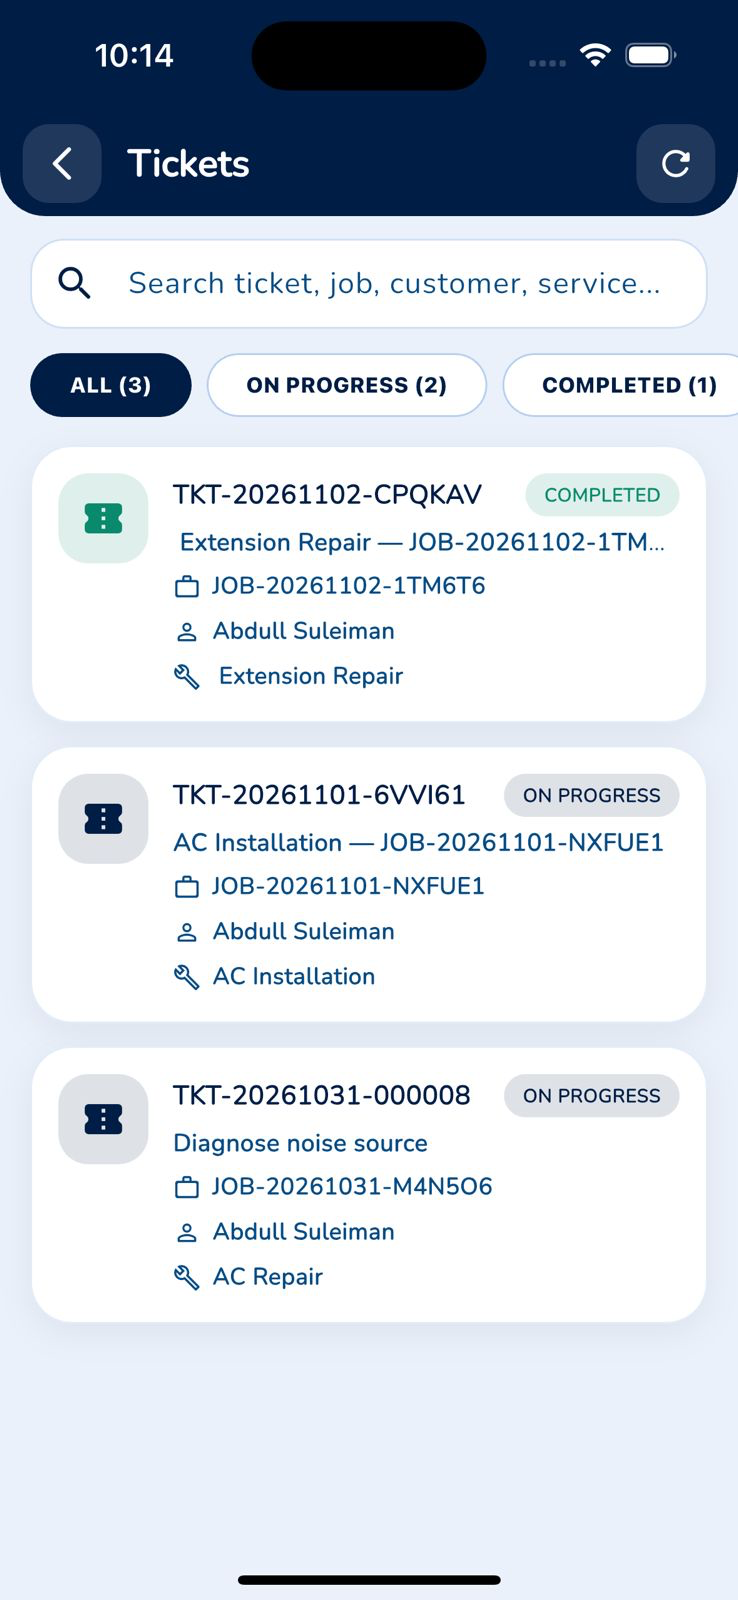 10:14
Tickets
Search ticket, job, customer, service...
ALL (3)
ON PROGRESS (2)
COMPLETED (1)
TKT-20261102-CPQKAV
COMPLETED
Extension Repair — JOB-20261102-1TM...
JOB-20261102-1TM6T6
Abdull Suleiman
Extension Repair
TKT-20261101-6VVI61
ON PROGRESS
AC Installation — JOB-20261101-NXFUE1
JOB-20261101-NXFUE1
Abdull Suleiman
AC Installation
TKT-20261031-000008
ON PROGRESS
Diagnose noise source
JOB-20261031-M4N5O6
Abdull Suleiman
AC Repair